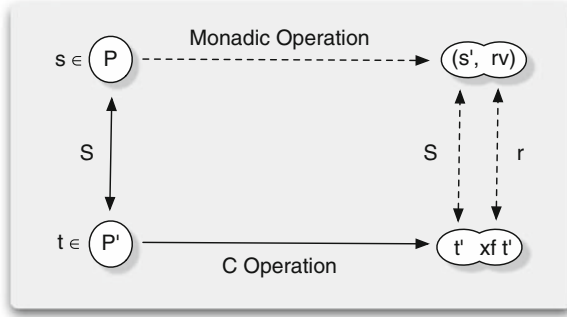 Monadic Operation
s ∈ P
(s', rv)
S
S
r
t ∈ P'
t' xf t'
C Operation